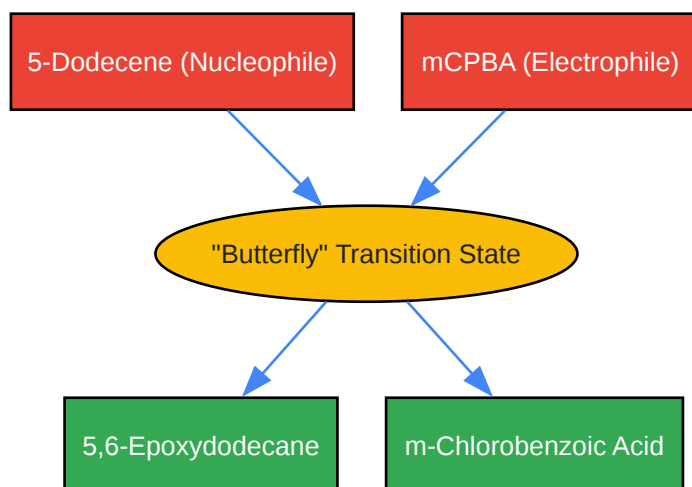 5-Dodecene (Nucleophile)
mCPBA (Electrophile)
"Butterfly" Transition State
5,6-Epoxydodecane
m-Chlorobenzoic Acid